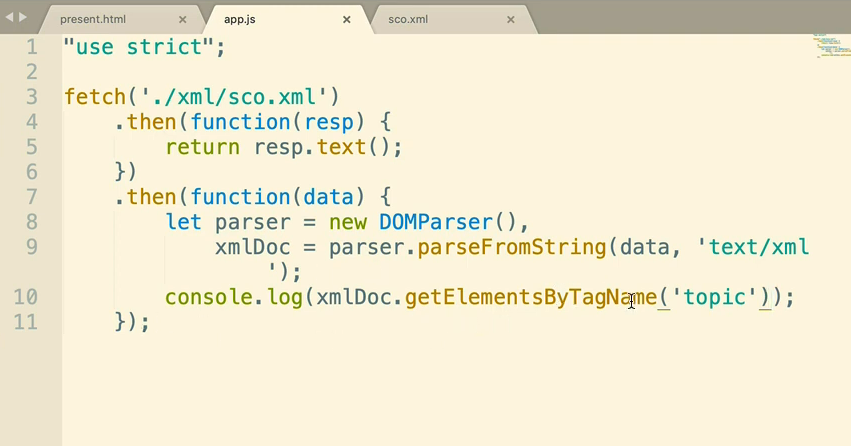 present.html × app.js × sco.xml ×
1 "use strict";
2
3 fetch('./xml/sco.xml')
4     .then(function(resp) {
5         return resp.text();
6     })
7     .then(function(data) {
8         let parser = new DOMParser(),
9             xmlDoc = parser.parseFromString(data, 'text/xml
                ');
10         console.log(xmlDoc.getElementsByTagName('topic'));
11     });